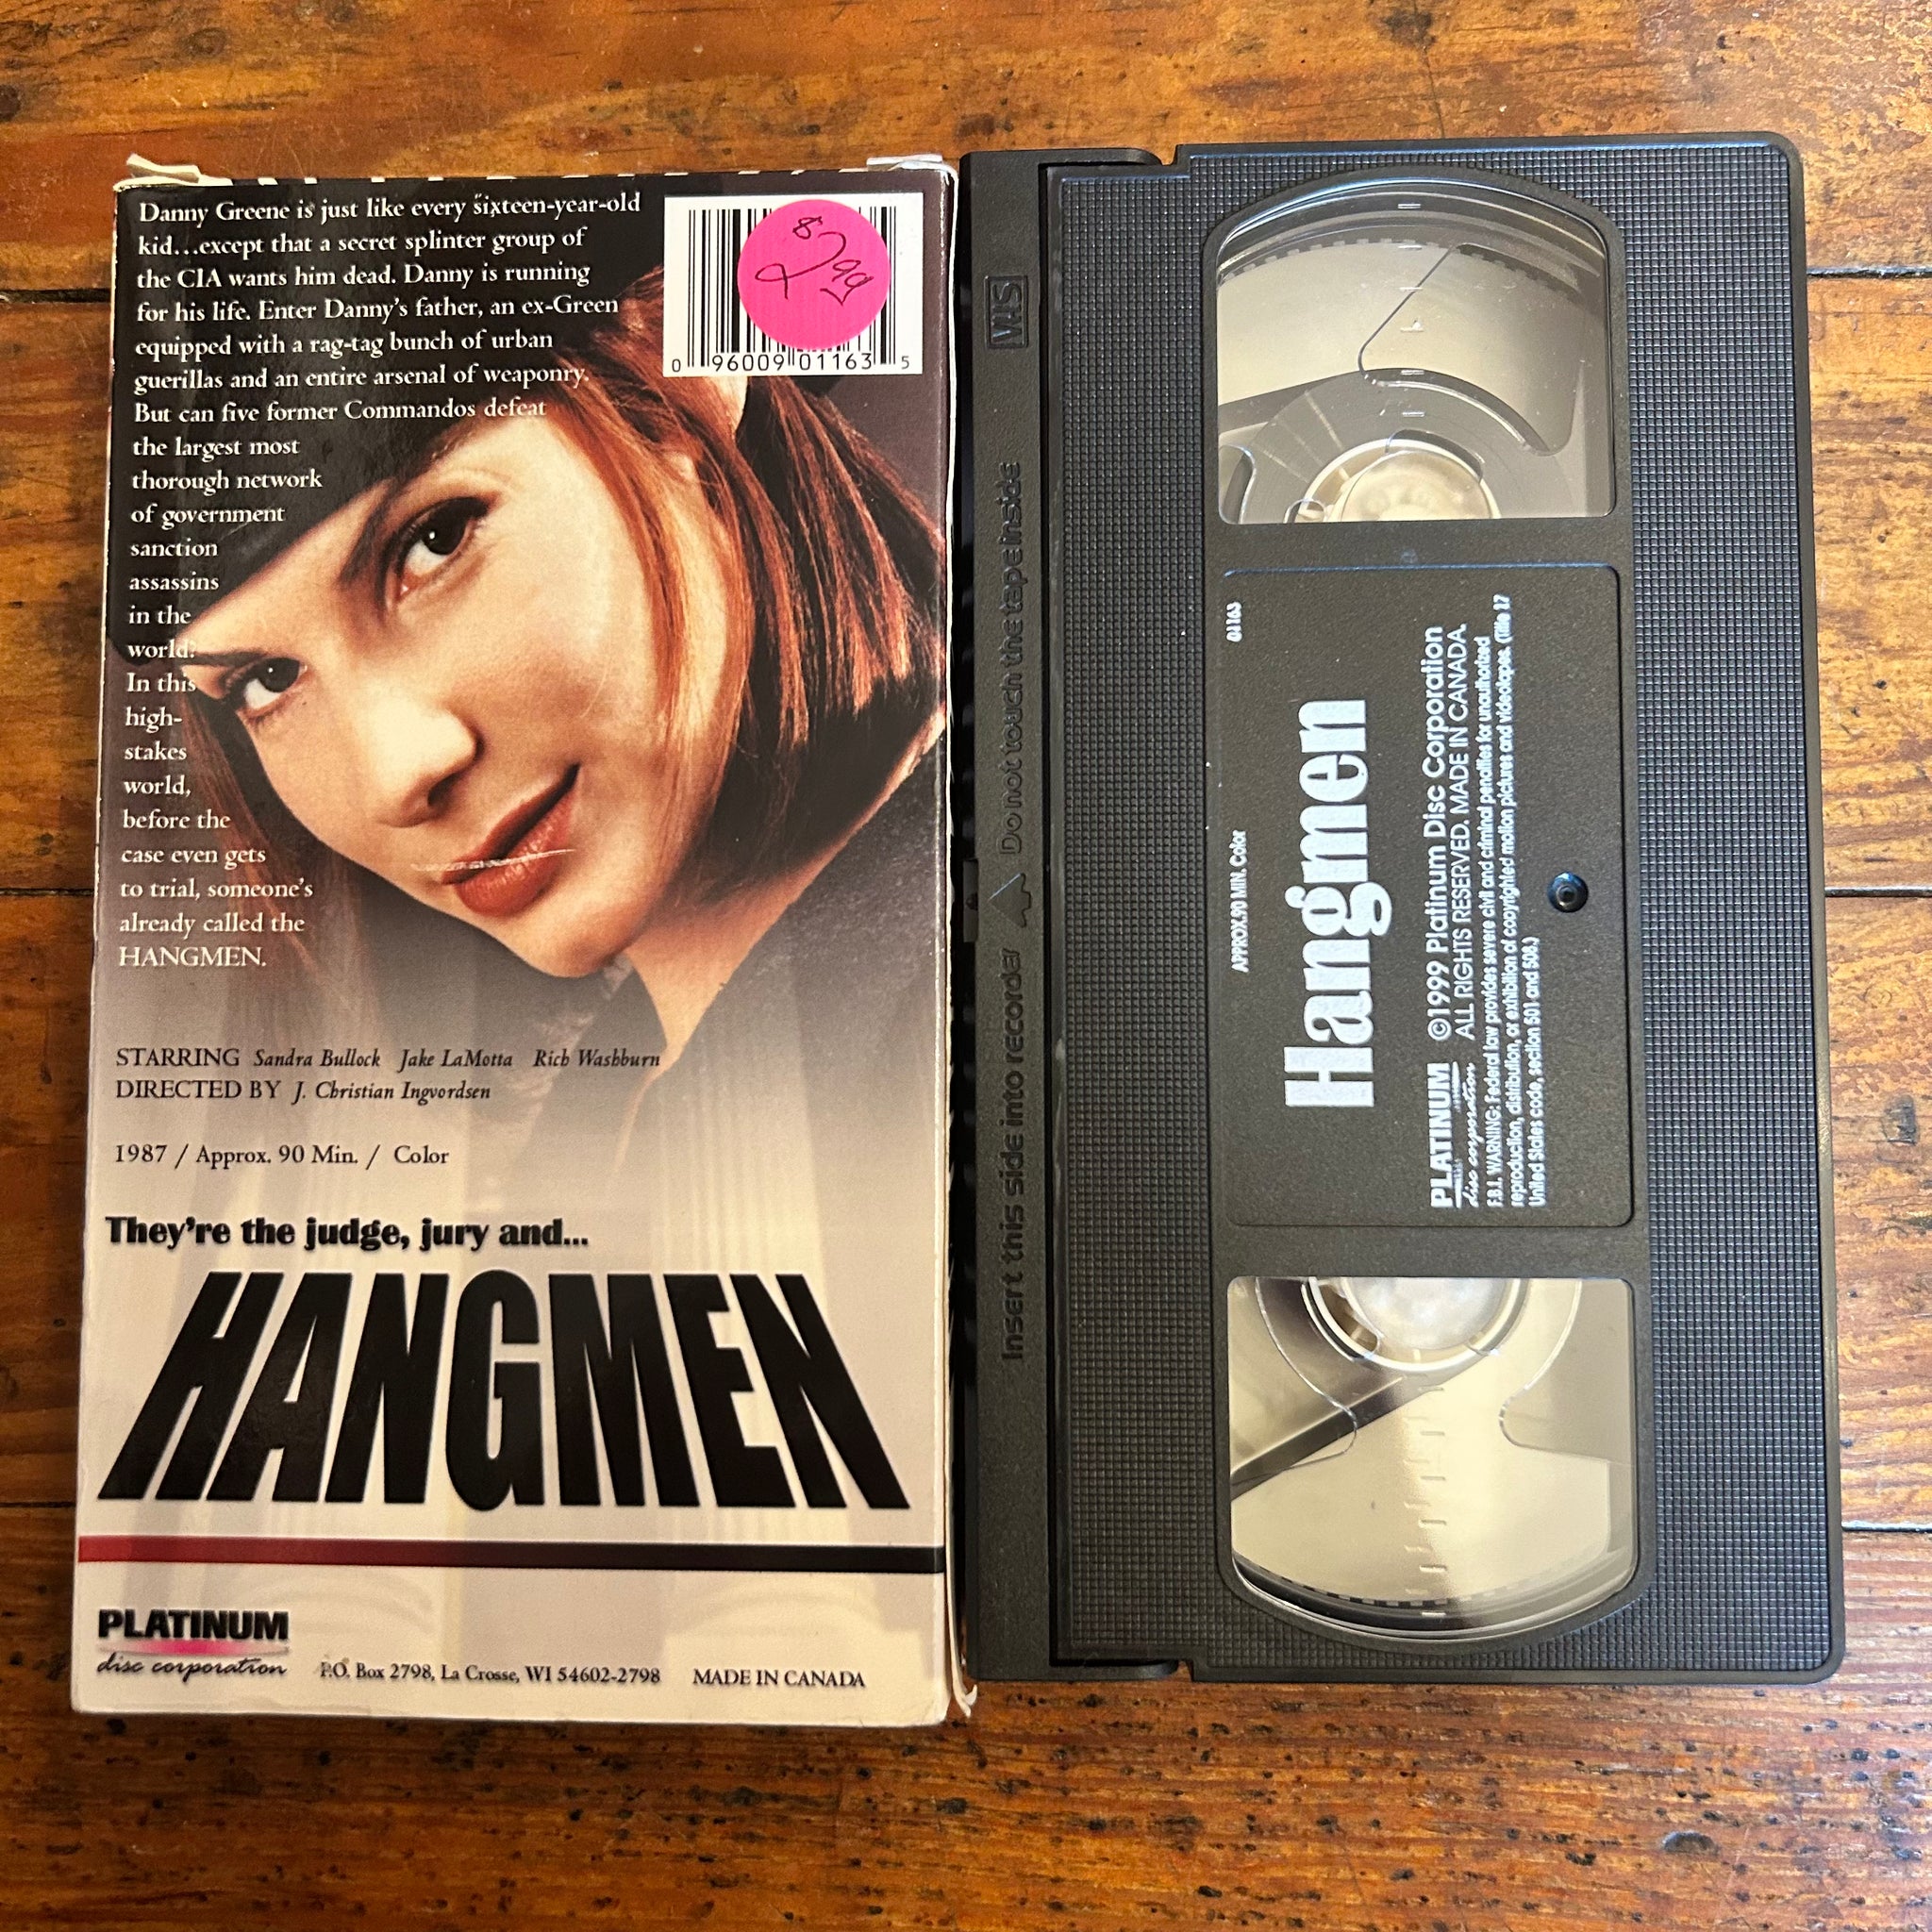 Danny Greene is just like every sixteen-year-old
kid...except that a secret splinter group of
the CIA wants him dead. Danny is running
for his life. Enter Danny's father, an ex-Green
equipped with a rag-tag bunch of urban
guerillas and an entire arsenal of weaponry.
But can five former Commandos defeat
the largest most
thorough network
of government
sanction
assassins
in the
world?
In this
high-
stakes
world,
before the
case even gets
to trial, someone's
already called the
HANGMEN.
0 96009 01163 5
STARRING Sandra Bullock Jake LaMotta Rich Washburn
DIRECTED BY J. Christian Ingvordsen
1987 / Approx. 90 Min. / Color
They're the judge, jury and...
HANGMEN
PLATINUM
disc corporation
P.O. Box 2798, La Crosse, WI 54602-2798 MADE IN CANADA
VHS
Insert this side into recorder Do not touch the tape inside
APPROX.90 MIN. Color 01163
Hangmen
PLATINUM
disc corporation
©1999 Platinum Disc Corporation
ALL RIGHTS RESERVED. MADE IN CANADA.
F.B.I. WARNING: Federal law provides severe civil and criminal penalties for unauthorized
reproduction, distribution, or exhibition of copyrighted motion pictures and videotapes. (Title 17
United States code, section 501 and 508.)